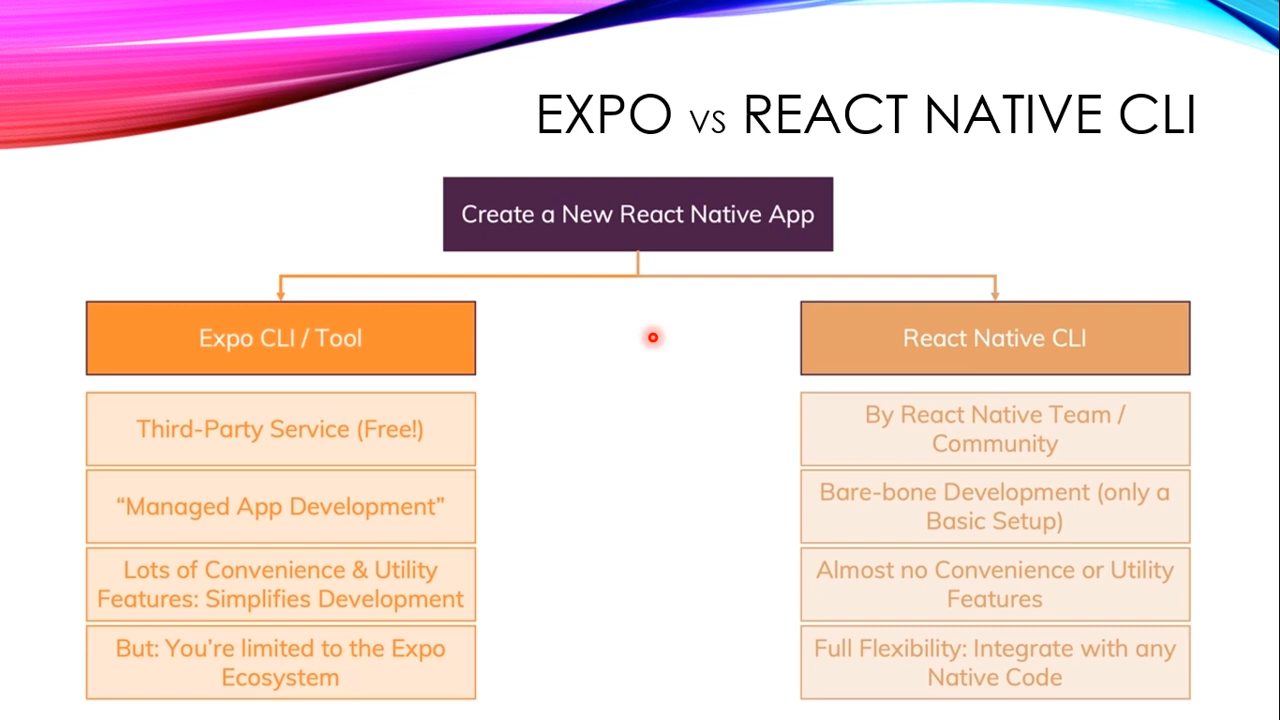 EXPO vs REACT NATIVE CLI
Create a New React Native App
Expo CLI / Tool
Third-Party Service (Free!)
“Managed App Development”
Lots of Convenience & Utility
Features: Simplifies Development
But: You’re limited to the Expo
Ecosystem
React Native CLI
By React Native Team /
Community
Bare-bone Development (only a
Basic Setup)
Almost no Convenience or Utility
Features
Full Flexibility: Integrate with any
Native Code